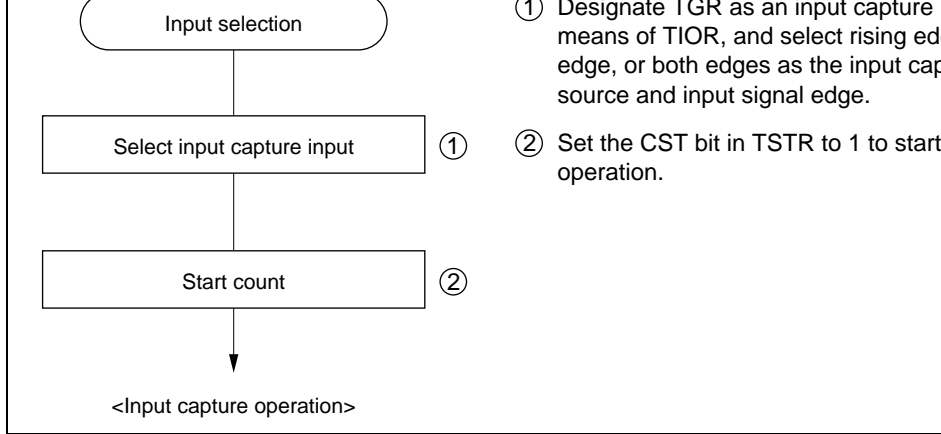 Input selection
Select input capture input ①
Start count ②
<Input capture operation>
① Designate TGR as an input capture
means of TIOR, and select rising
edge, or both edges as the input
source and input signal edge.
② Set the CST bit in TSTR to 1 to start
operation.